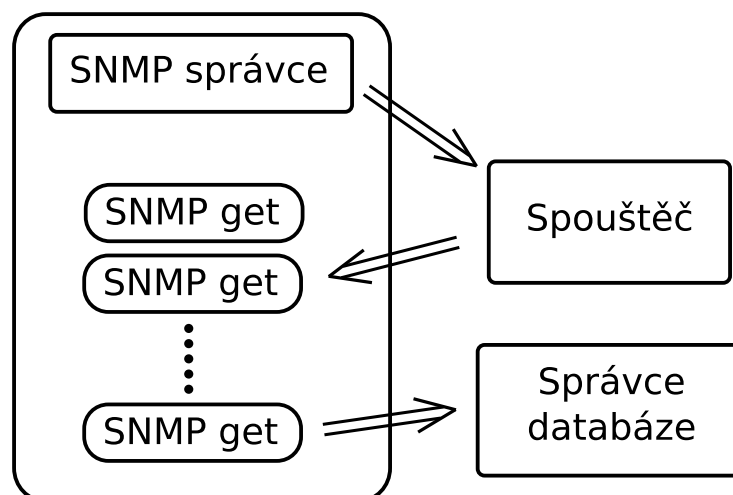 SNMP správce
SNMP get
Spouštěč
SNMP get
Správce
databáze
SNMP get